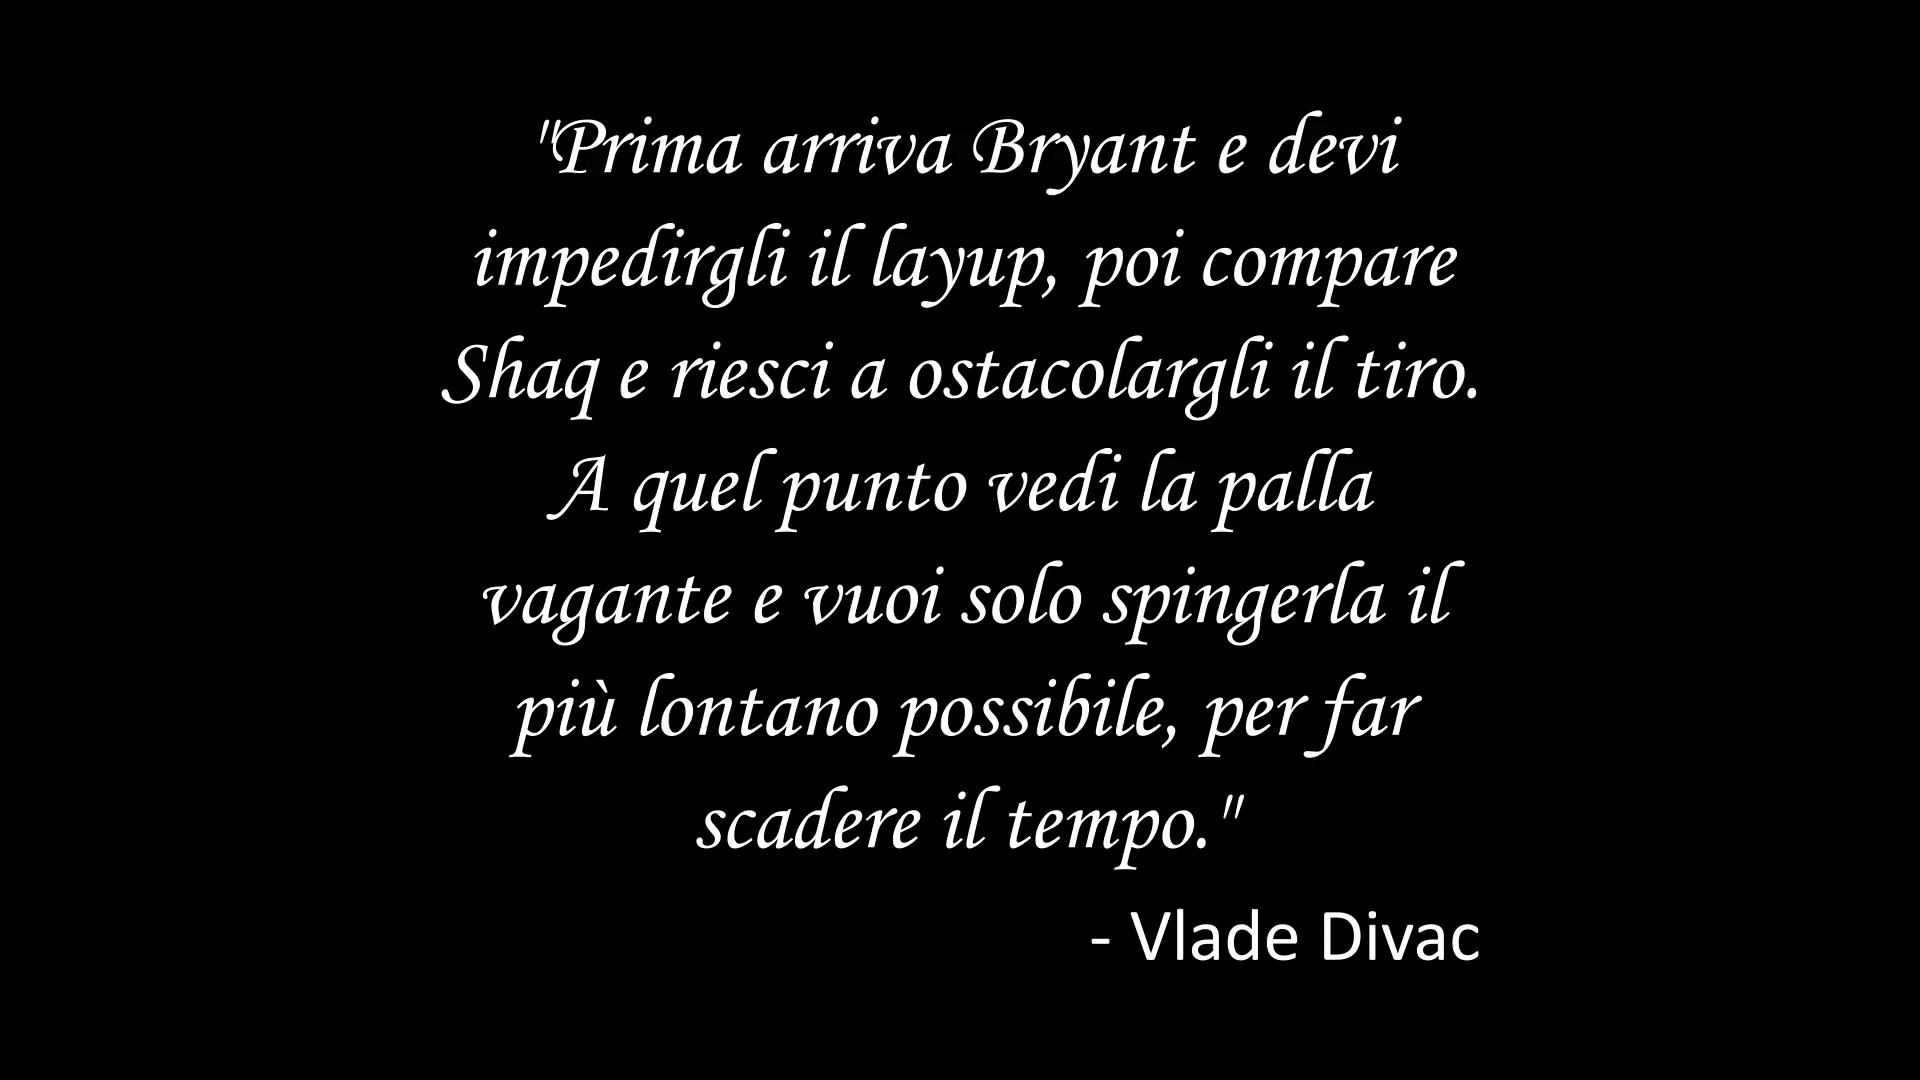 "Prima arriva Bryant e devi
impedirgli il layup, poi compare
Shaq e riesci a ostacolargli il tiro.
A quel punto vedi la palla
vagante e vuoi solo spingerla il
più lontano possibile, per far
scadere il tempo."
- Vlade Divac